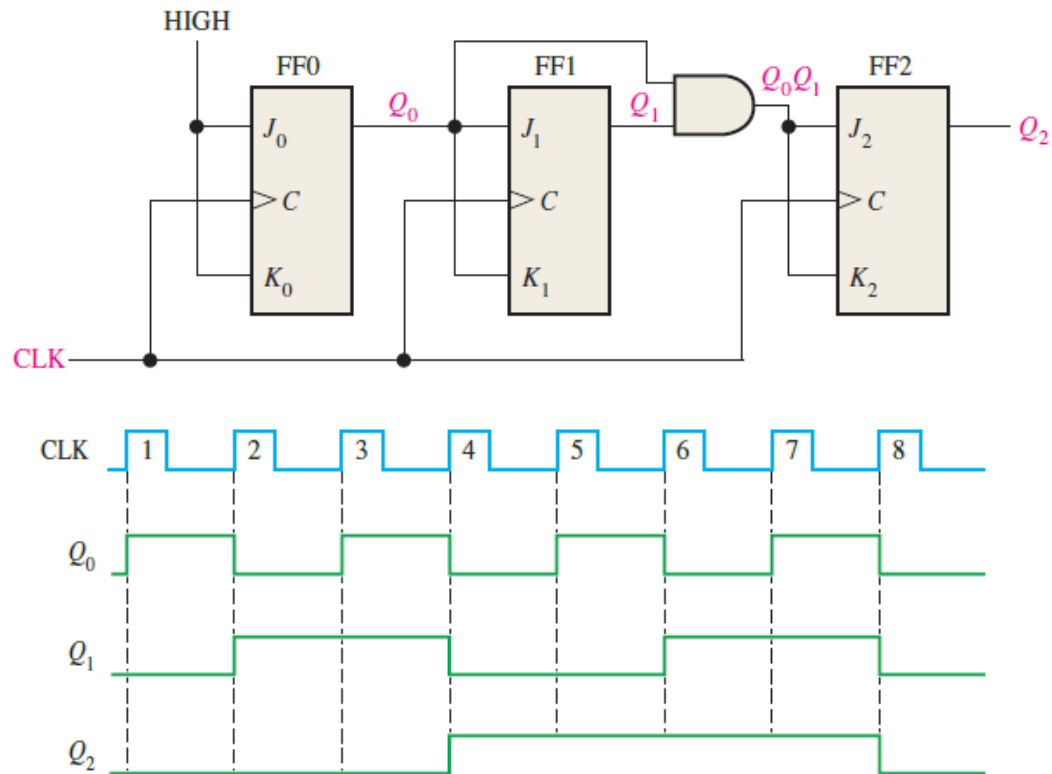 HIGH
FF0 FF1 FF2
Q₀ Q₁ Q₀Q₁
J₀ J₁ J₂ Q₂
C C C
K₀ K₁ K₂
CLK
CLK 1 2 3 4 5 6 7 8
Q₀
Q₁
Q₂